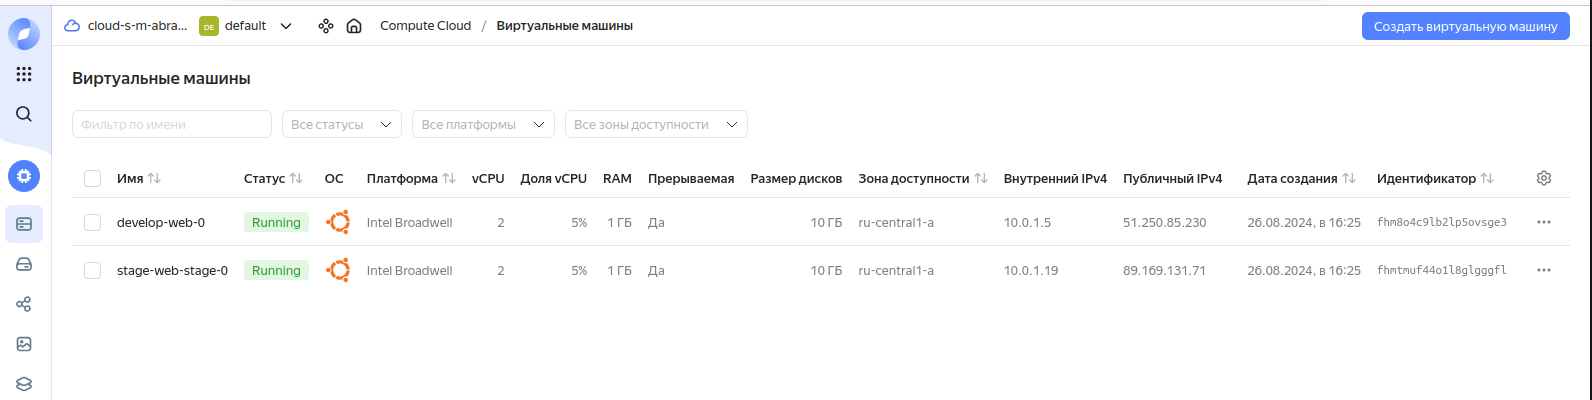 cloud-s-m-abra... DE default Compute Cloud / Виртуальные машины Создать виртуальную машину
Виртуальные машины
Фильтр по имени Все статусы Все платформы Все зоны доступности
Имя Статус ОС Платформа vCPU Доля vCPU RAM Прерываемая Размер дисков Зона доступности Внутренний IPv4 Публичный IPv4 Дата создания Идентификатор
develop-web-0 Running Intel Broadwell 2 5% 1 ГБ Да 10 ГБ ru-central1-a 10.0.1.5 51.250.85.230 26.08.2024, в 16:25 fhm8o4c9lb2lp5ovsge3
stage-web-stage-0 Running Intel Broadwell 2 5% 1 ГБ Да 10 ГБ ru-central1-a 10.0.1.19 89.169.131.71 26.08.2024, в 16:25 fhmtmuf44o1l8glgggfl